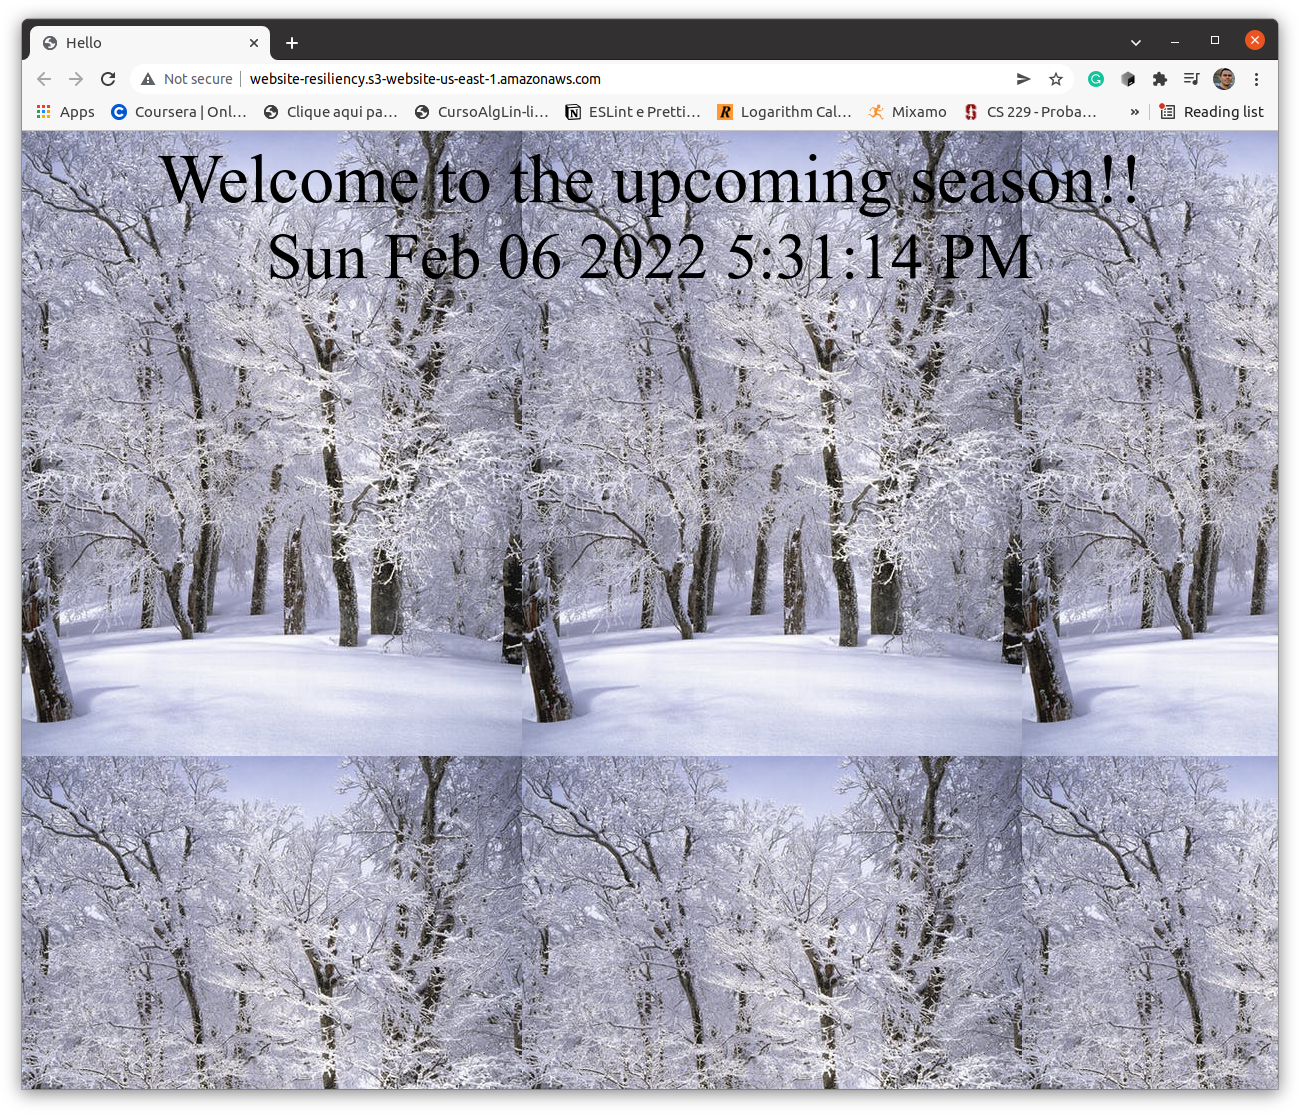 Hello
Not secure
website-resiliency.s3-website-us-east-1.amazonaws.com
Apps
Coursera | Onl...
Clique aqui pa...
CursoAlgLin-li...
ESLint e Pretti...
Logarithm Cal...
Mixamo
CS 229 - Proba...
»
Reading list
Welcome to the upcoming season!!
Sun Feb 06 2022 5:31:14 PM